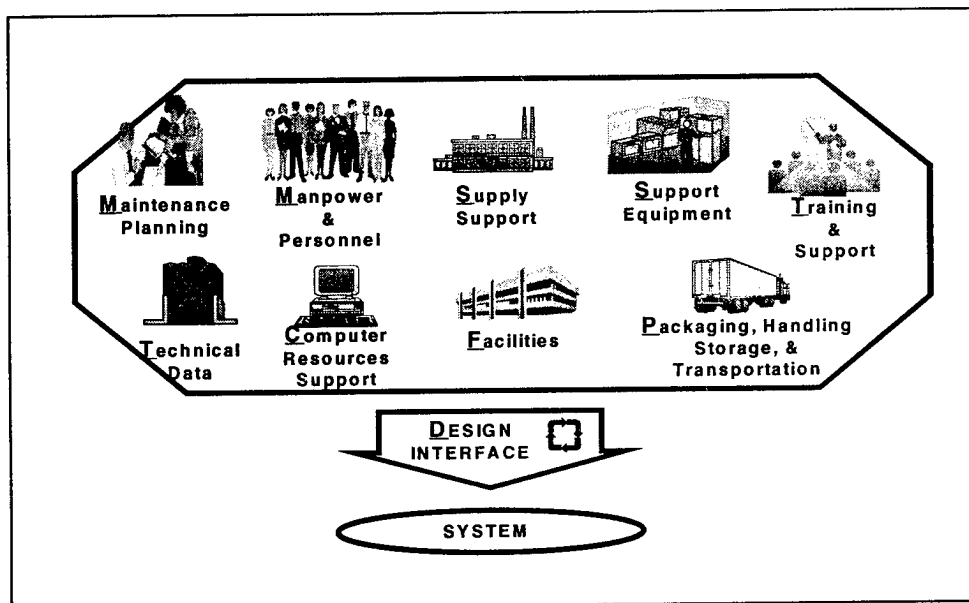 Maintenance
Planning
Manpower
&
Personnel
Supply
Support
Support
Equipment
Training
&
Support
Technical
Data
Computer
Resources
Support
Facilities
Packaging, Handling
Storage, &
Transportation
DESIGN
INTERFACE
SYSTEM